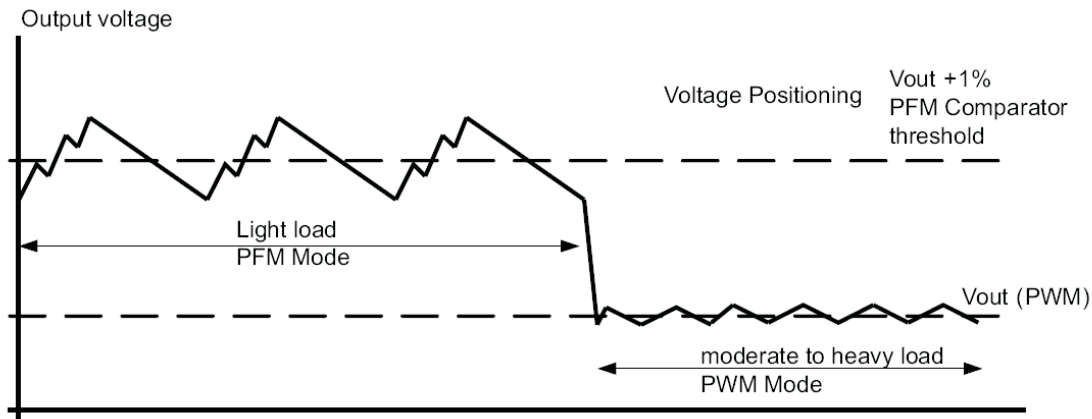 Output voltage
Voltage Positioning
Vout +1%
PFM Comparator
threshold
Light load
PFM Mode
Vout (PWM)
moderate to heavy load
PWM Mode